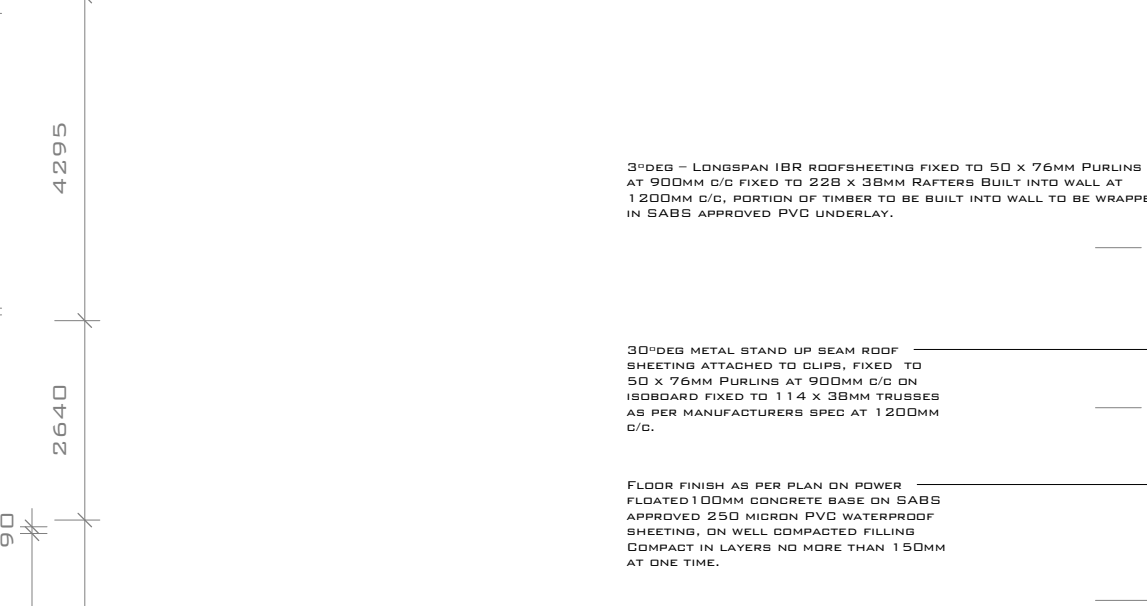 4295
3°DEG – LONGSPAN IBR ROOFSHEETING FIXED TO 50 X 76MM PURLINS
AT 900MM C/C FIXED TO 228 X 38MM RAFTERS BUILT INTO WALL AT
1200MM C/C, PORTION OF TIMBER TO BE BUILT INTO WALL TO BE WRAPPE
IN SABS APPROVED PVC UNDERLAY.
30°DEG METAL STAND UP SEAM ROOF
SHEETING ATTACHED TO CLIPS, FIXED TO
50 X 76MM PURLINS AT 900MM C/C ON
ISOBOARD FIXED TO 114 X 38MM TRUSSES
AS PER MANUFACTURERS SPEC AT 1200MM
C/C.
2640
FLOOR FINISH AS PER PLAN ON POWER
FLOATED100MM CONCRETE BASE ON SABS
APPROVED 250 MICRON PVC WATERPROOF
SHEETING, ON WELL COMPACTED FILLING
COMPACT IN LAYERS NO MORE THAN 150MM
AT ONE TIME.
90